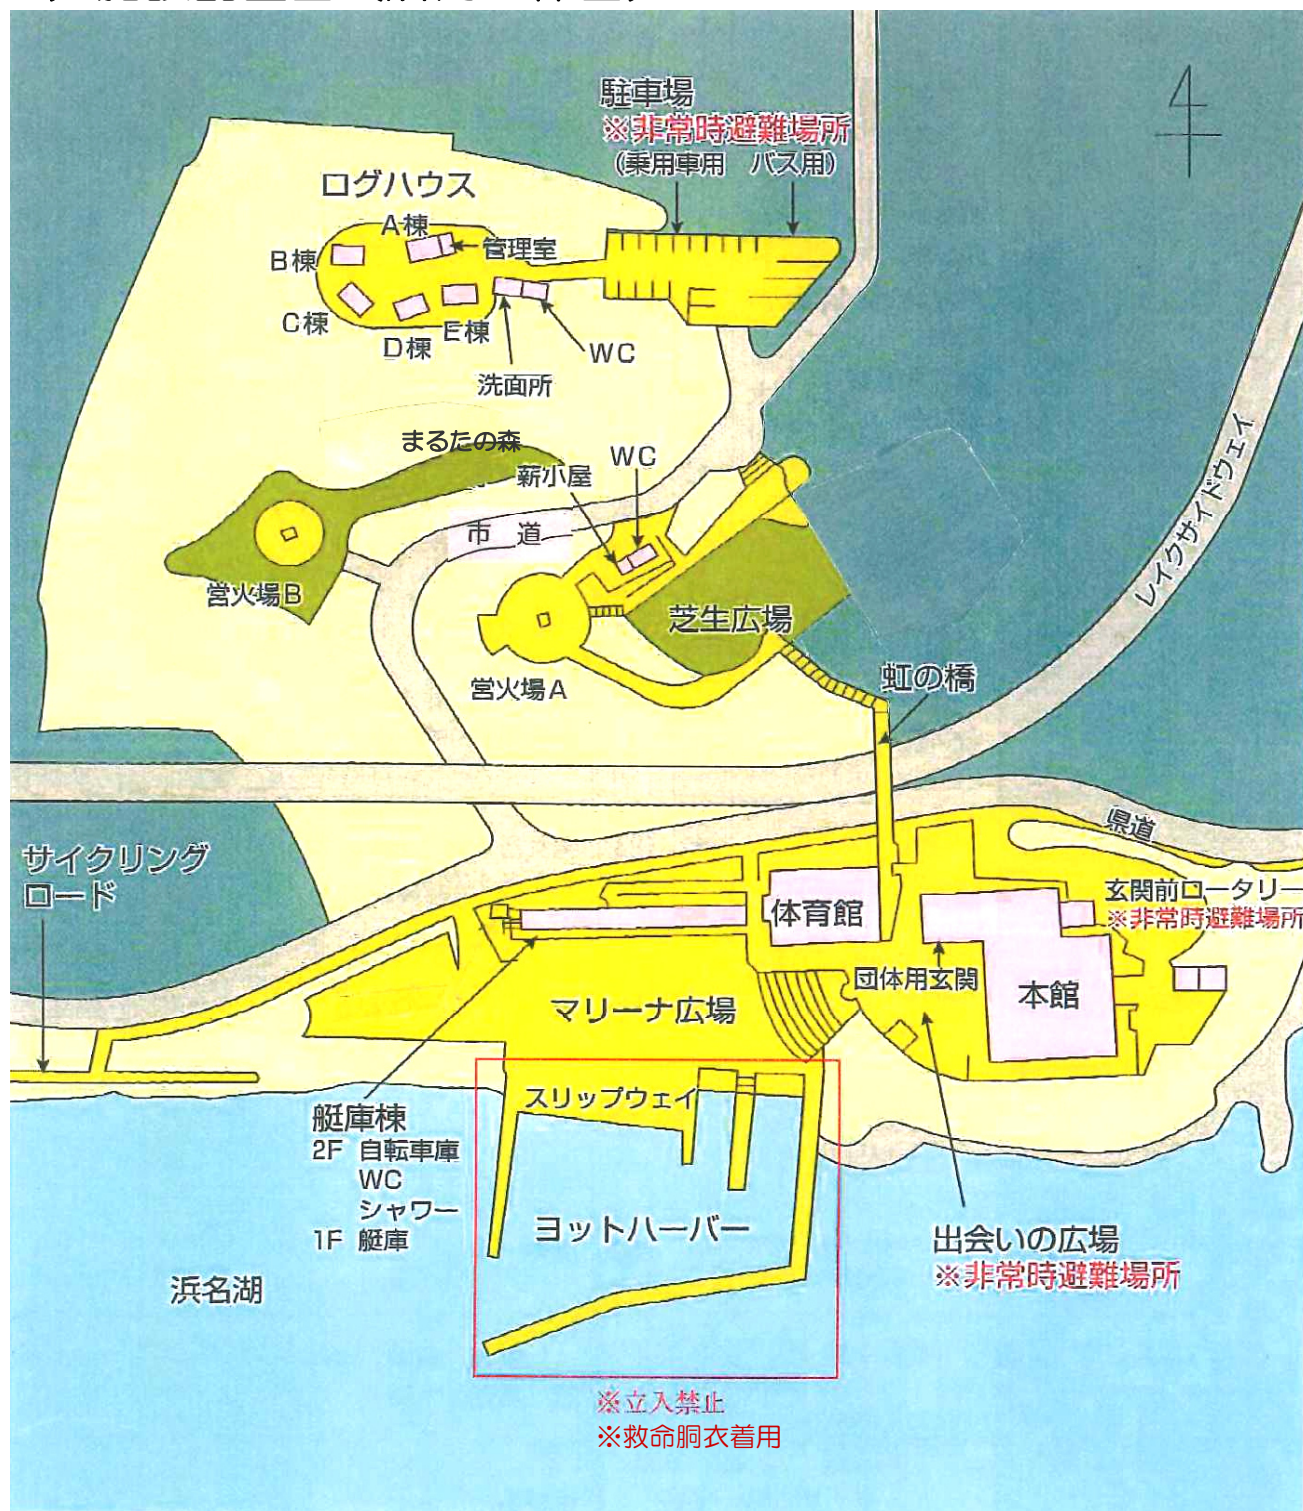 駐車場
※非常時避難場所
（乗用車用　バス用）
ログハウス
A棟
管理室
B棟
C棟
D棟
E棟
WC
洗面所
まるたの森
WC
薪小屋
市　道
レイクサイドウェイ
営火場B
芝生広場
営火場A
虹の橋
県道
サイクリング
ロード
玄関前ロータリー
※非常時避難場所
体育館
団体用玄関
本館
マリーナ広場
スリップウェイ
艇庫棟
2F　自転車庫
WC
シャワー
1F　艇庫
ヨットハーバー
出会いの広場
※非常時避難場所
浜名湖
※立入禁止
※救命胴衣着用